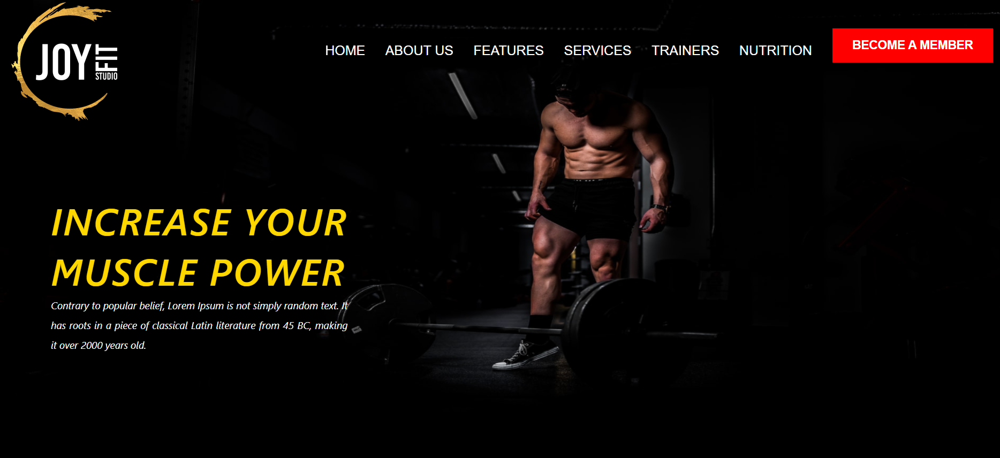 JOY FIT STUDIO
HOME ABOUT US FEATURES SERVICES TRAINERS NUTRITION BECOME A MEMBER
INCREASE YOUR
MUSCLE POWER
Contrary to popular belief, Lorem Ipsum is not simply random text. It
has roots in a piece of classical Latin literature from 45 BC, making
it over 2000 years old.